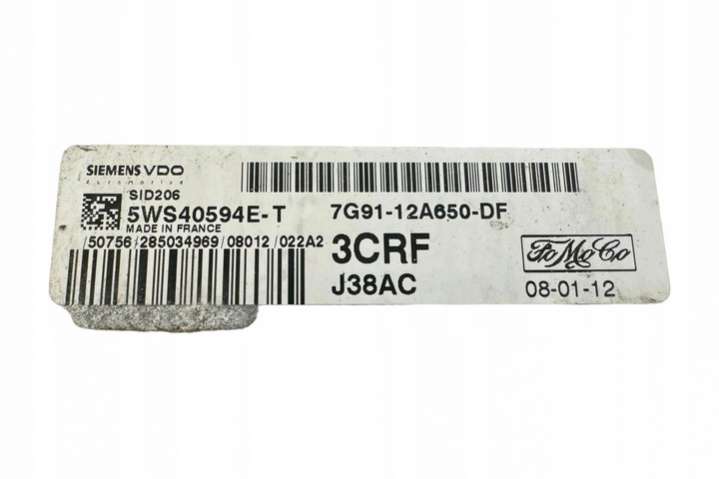 SIEMENS VDO
Automotive
SID206
5WS40594E-T
MADE IN FRANCE
/50756/285034969/08012/022A2
7G91-12A650-DF
3CRF
J38AC
FoMoCo
08-01-12